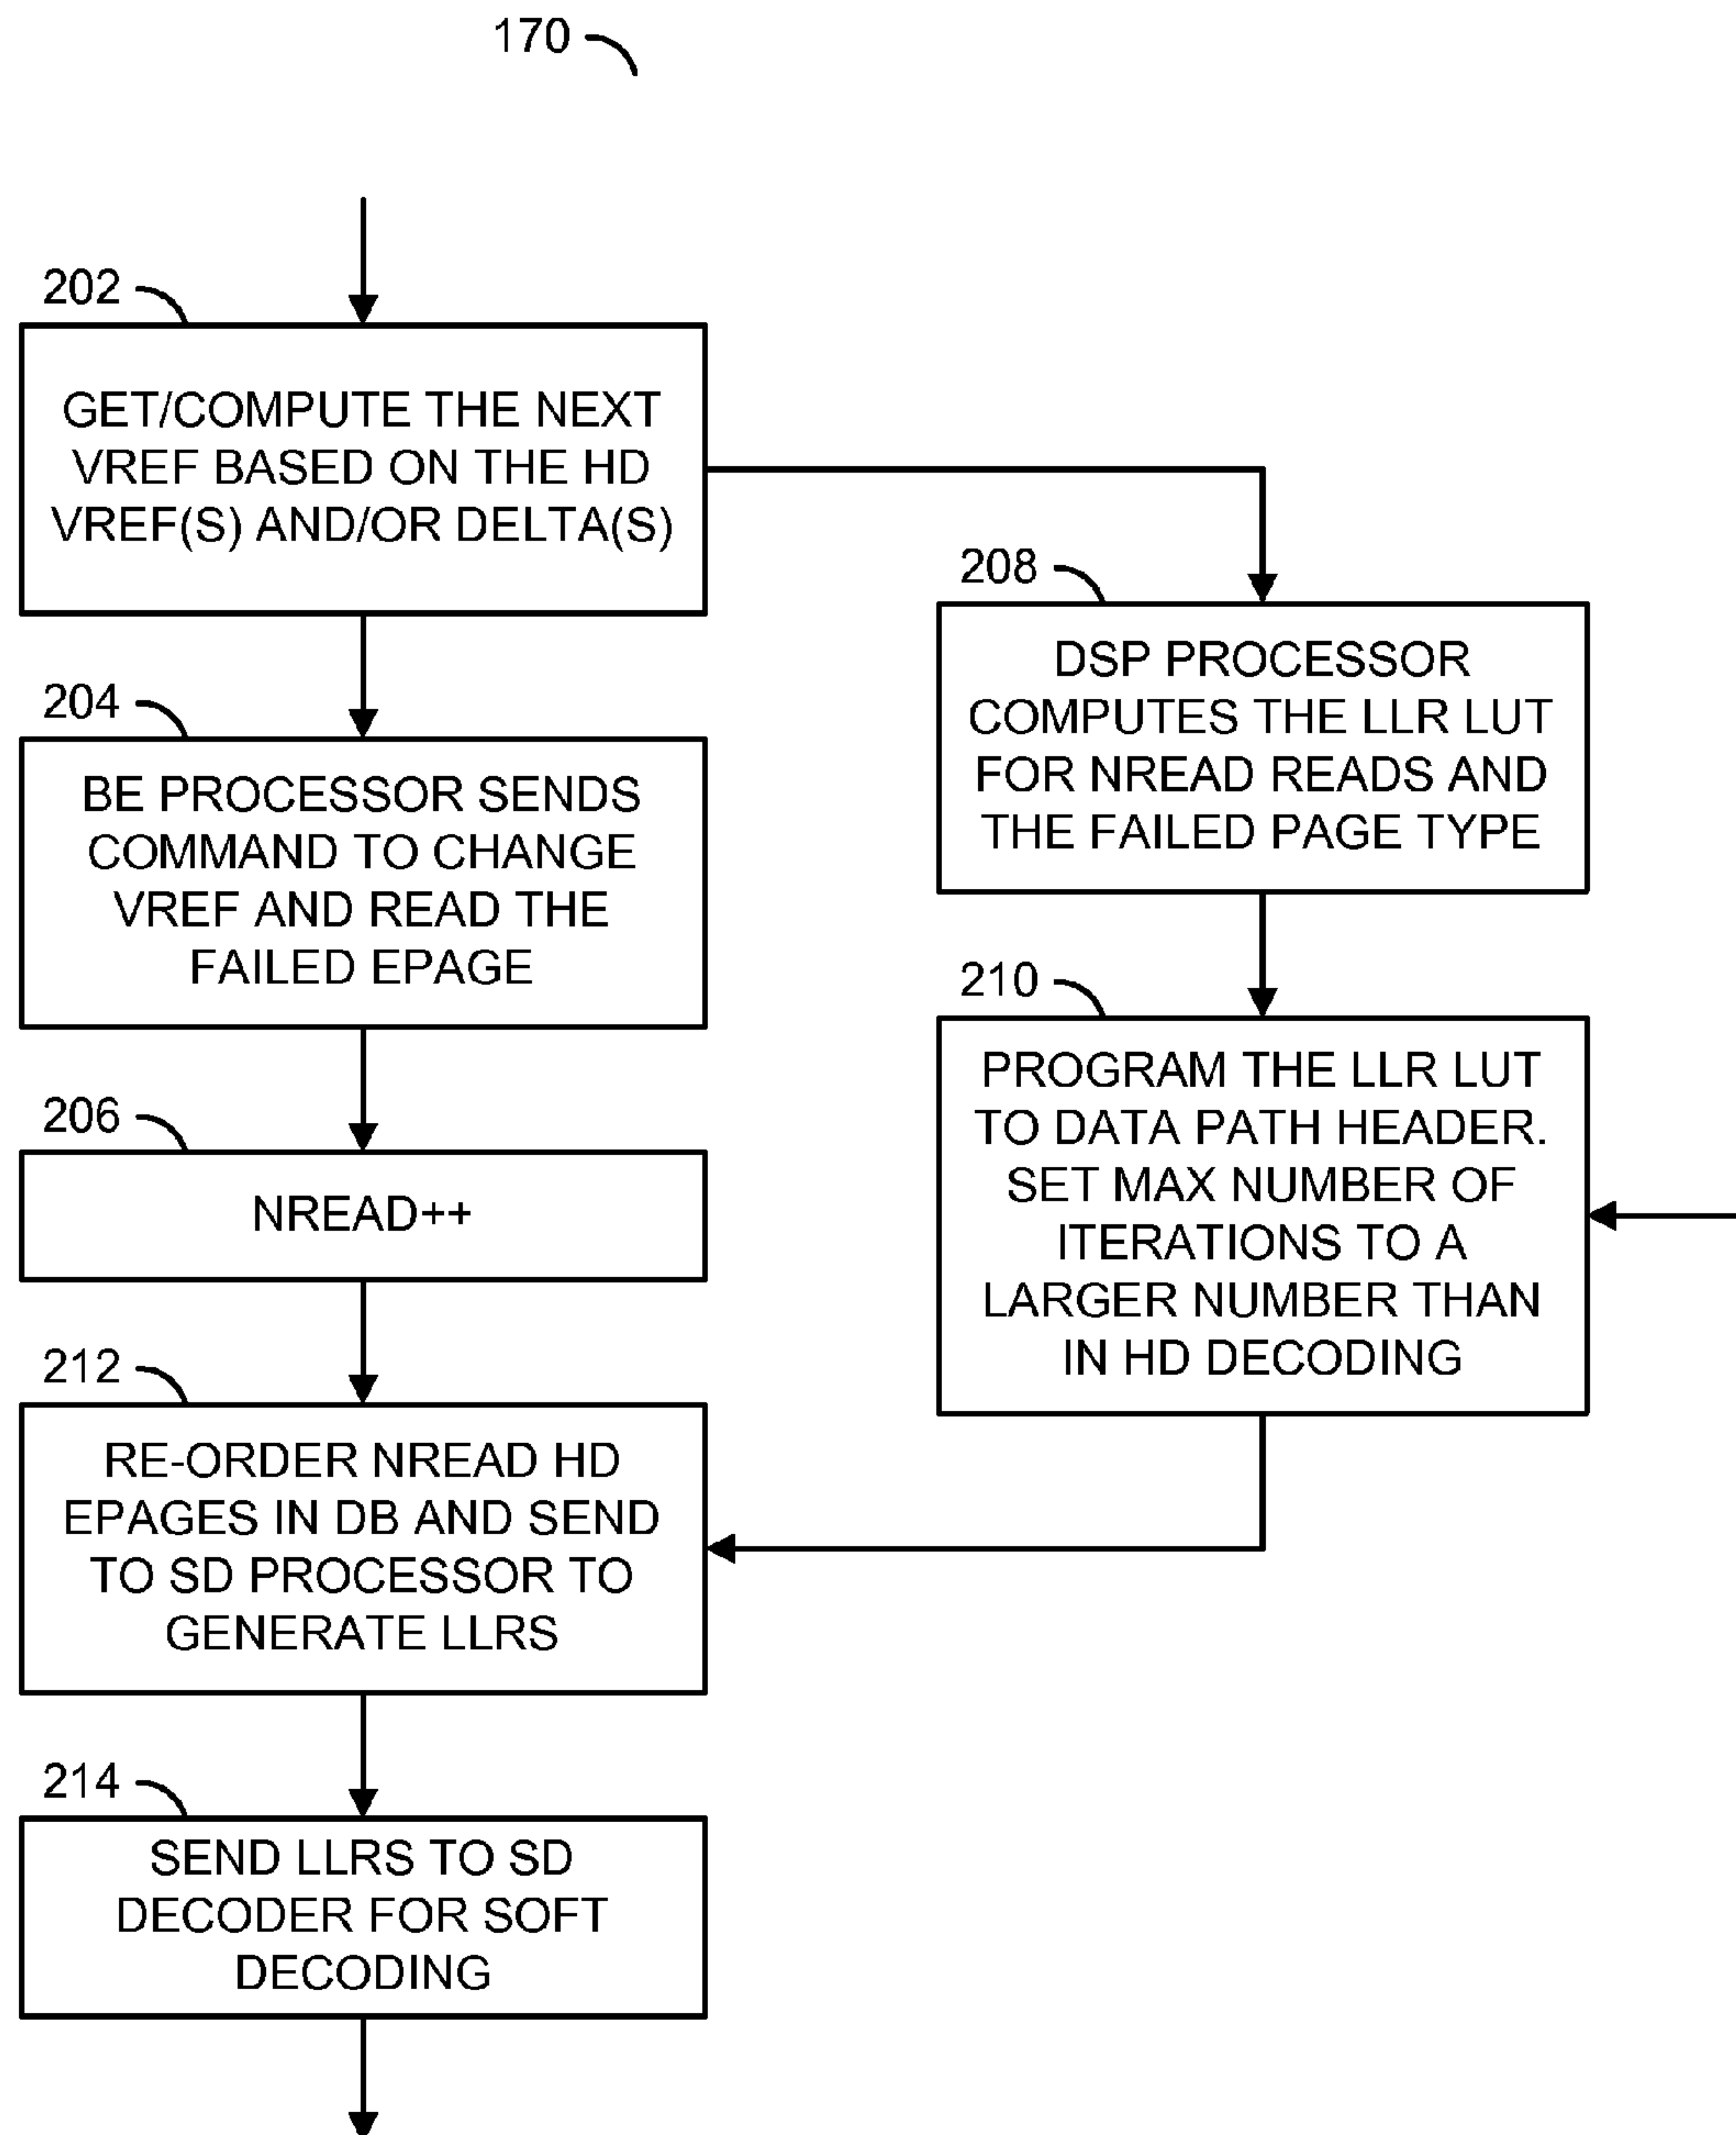 170
202
GET/COMPUTE THE NEXT
VREF BASED ON THE HD
VREF(S) AND/OR DELTA(S)
204
BE PROCESSOR SENDS
COMMAND TO CHANGE
VREF AND READ THE
FAILED EPAGE
206
NREAD++
208
DSP PROCESSOR
COMPUTES THE LLR LUT
FOR NREAD READS AND
THE FAILED PAGE TYPE
210
PROGRAM THE LLR LUT
TO DATA PATH HEADER.
SET MAX NUMBER OF
ITERATIONS TO A
LARGER NUMBER THAN
IN HD DECODING
212
RE-ORDER NREAD HD
EPAGES IN DB AND SEND
TO SD PROCESSOR TO
GENERATE LLRS
214
SEND LLRS TO SD
DECODER FOR SOFT
DECODING